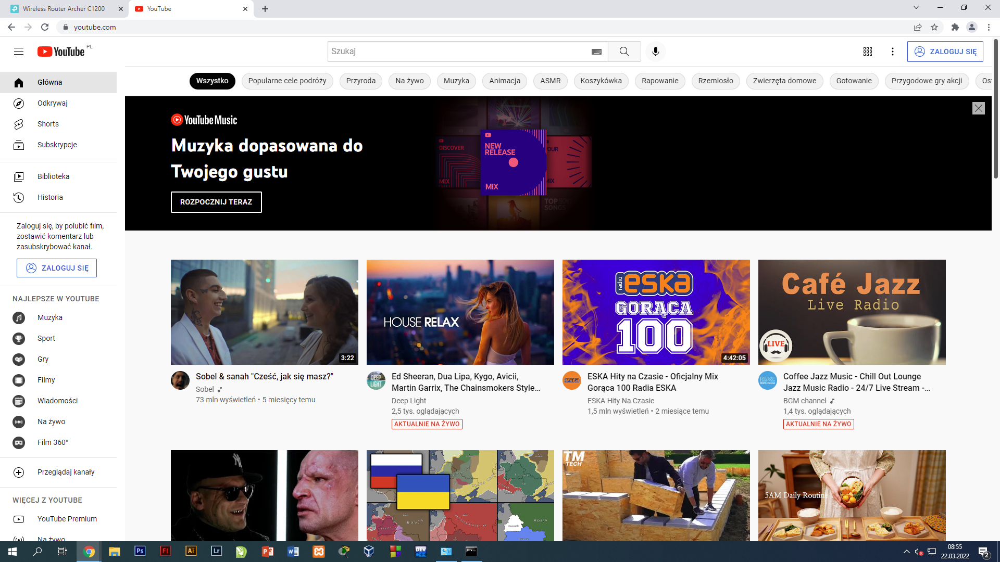 Wireless Router Archer C1200
YouTube
youtube.com
YouTube PL
Szukaj
ZALOGUJ SIĘ
Główna
Odkrywaj
Shorts
Subskrypcje
Biblioteka
Historia
Zaloguj się, by polubić film,
zostawić komentarz lub
zasubskrybować kanał.
ZALOGUJ SIĘ
NAJLEPSZE W YOUTUBE
Muzyka
Sport
Gry
Filmy
Wiadomości
Na żywo
Film 360°
Przeglądaj kanały
WIĘCEJ Z YOUTUBE
YouTube Premium
Na żywo
Wszystko
Popularne cele podróży
Przyroda
Na żywo
Muzyka
Animacja
ASMR
Koszykówka
Rapowanie
Rzemiosło
Zwierzęta domowe
Gotowanie
Przygodowe gry akcji
YouTube Music
Muzyka dopasowana do
Twojego gustu
ROZPOCZNIJ TERAZ
DISCOVER
MIX
NEW
RELEASE
MIX
YOUR
MIX
TOP 100
SONGS
3:22
Sobel & sanah "Cześć, jak się masz?"
Sobel
73 mln wyświetleń • 5 miesięcy temu
HOUSE RELAX
DEEP
LIGHT
Ed Sheeran, Dua Lipa, Kygo, Avicii,
Martin Garrix, The Chainsmokers Style...
Deep Light
2,5 tys. oglądających
AKTUALNIE NA ŻYWO
radio
eska
GORĄCA
100
4:42:05
eska
ESKA Hity na Czasie - Oficjalny Mix
Gorąca 100 Radia ESKA
ESKA Hity Na Czasie
1,5 mln wyświetleń • 2 miesiące temu
Café Jazz
Live Radio
LIVE
BGM channel
Coffee Jazz Music - Chill Out Lounge
Jazz Music Radio - 24/7 Live Stream -...
BGM channel
1,4 tys. oglądających
AKTUALNIE NA ŻYWO
ROSJA
ROSJA
TM
TECH
5AM Daily Routine
Ps
Fl
Ai
Lr
DEV
08:55
22.03.2022
2